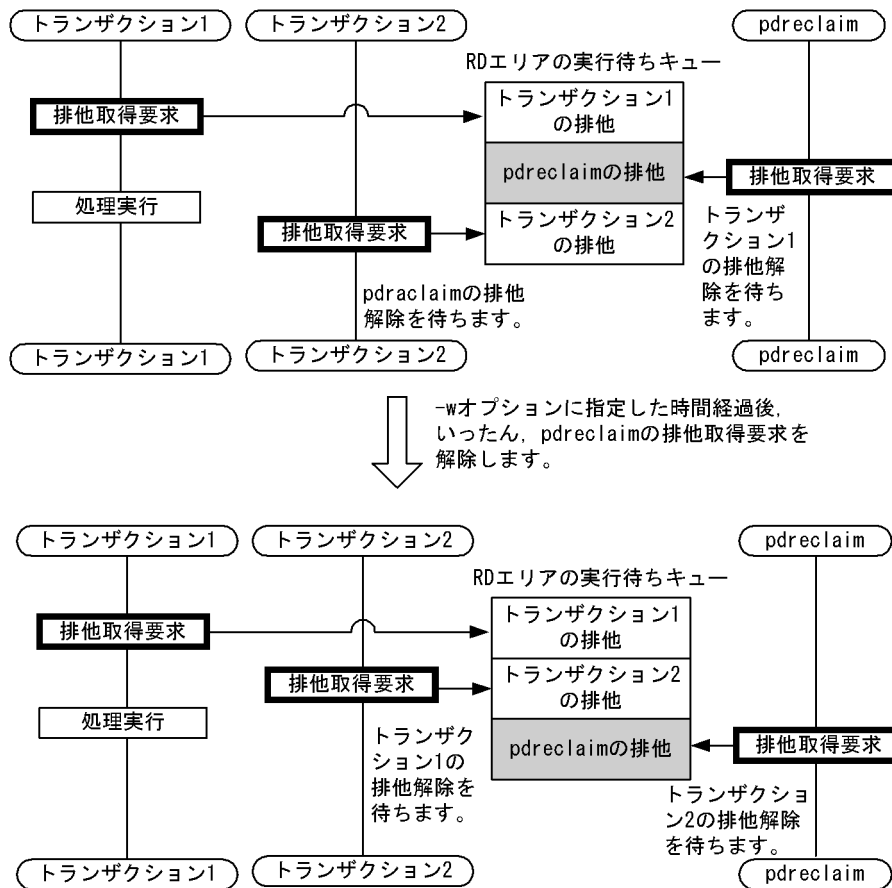 トランザクション1
トランザクション2
pdreclaim
RDエリアの実行待ちキュー
排他取得要求
トランザクション1
の排他
pdreclaimの排他
排他取得要求
処理実行
排他取得要求
トランザクション2
の排他
トランザ
クション1
の排他解
除を待ち
ます。
pdraclaimの排他
解除を待ちます。
トランザクション1
トランザクション2
pdreclaim
-wオプションに指定した時間経過後,
いったん, pdreclaimの排他取得要求を
解除します。
トランザクション1
トランザクション2
pdreclaim
RDエリアの実行待ちキュー
排他取得要求
トランザクション1
の排他
排他取得要求
トランザクション2
の排他
処理実行
pdreclaimの排他
排他取得要求
トランザク
ション1の
排他解除を
待ちます。
トランザクショ
ン2の排他解除
を待ちます。
トランザクション1
トランザクション2
pdreclaim